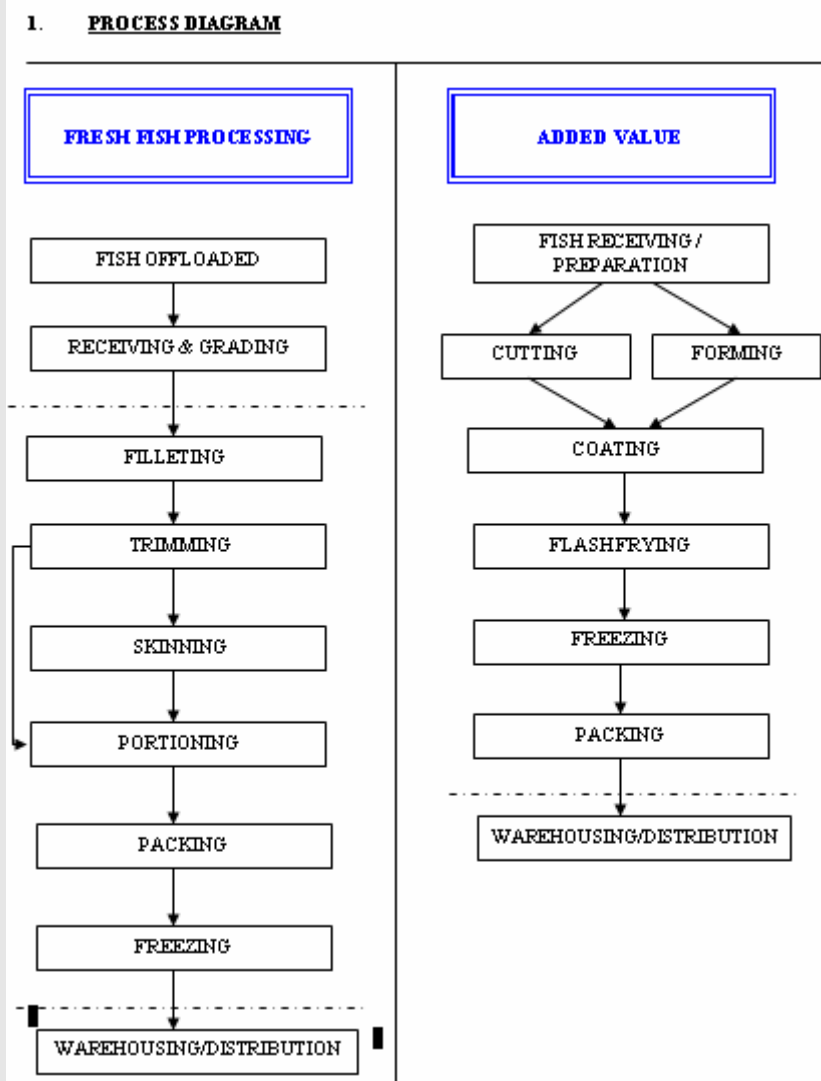 1. PROCESS DIAGRAM
FRESH FISH PROCESSING
FISH OFFLOADED
RECEIVING & GRADING
FILLETING
TRIMMING
SKINNING
PORTIONING
PACKING
FREEZING
WAREHOUSING/DISTRIBUTION
ADDED VALUE
FISH RECEIVING /
PREPARATION
CUTTING
FORMING
COATING
FLASHFRYING
FREEZING
PACKING
WAREHOUSING/DISTRIBUTION